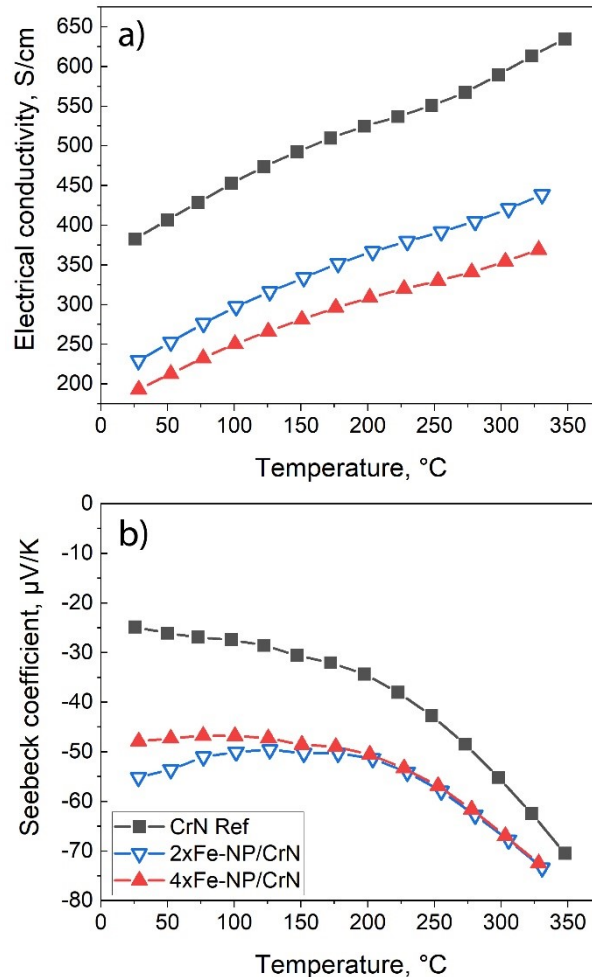 a)
Electrical conductivity, S/cm
650
600
550
500
450
400
350
300
250
200
0 50 100 150 200 250 300 350
Temperature, °C
b)
Seebeck coefficient, µV/K
0
-10
-20
-30
-40
-50
-60
-70
-80
CrN Ref
2xFe-NP/CrN
4xFe-NP/CrN
0 50 100 150 200 250 300 350
Temperature, °C